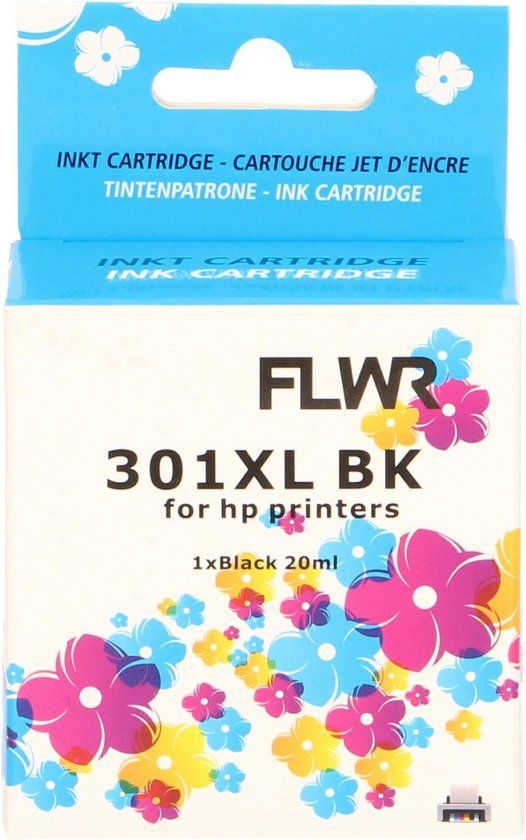 INKT CARTRIDGE - CARTOUCHE JET D'ENCRE
TINTENPATRONE - INK CARTRIDGE
INKT CARTRIDGE
INK CARTRIDGE
FLWR
301XL BK
for hp printers
1xBlack 20ml